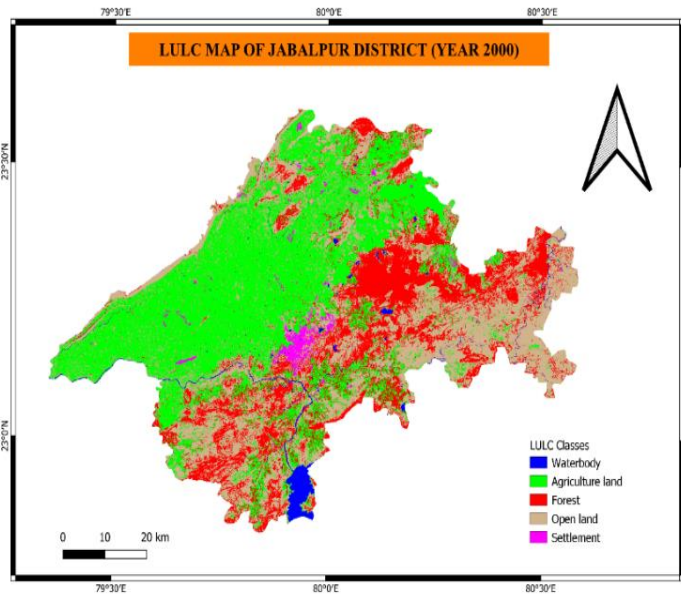 79°30'E 80°0'E 80°30'E
LULC MAP OF JABALPUR DISTRICT (YEAR 2000)
23°30'N
23°0'N
LULC Classes
Waterbody
Agriculture land
Forest
Open land
Settlement
0 10 20 km
79°30'E 80°0'E 80°30'E